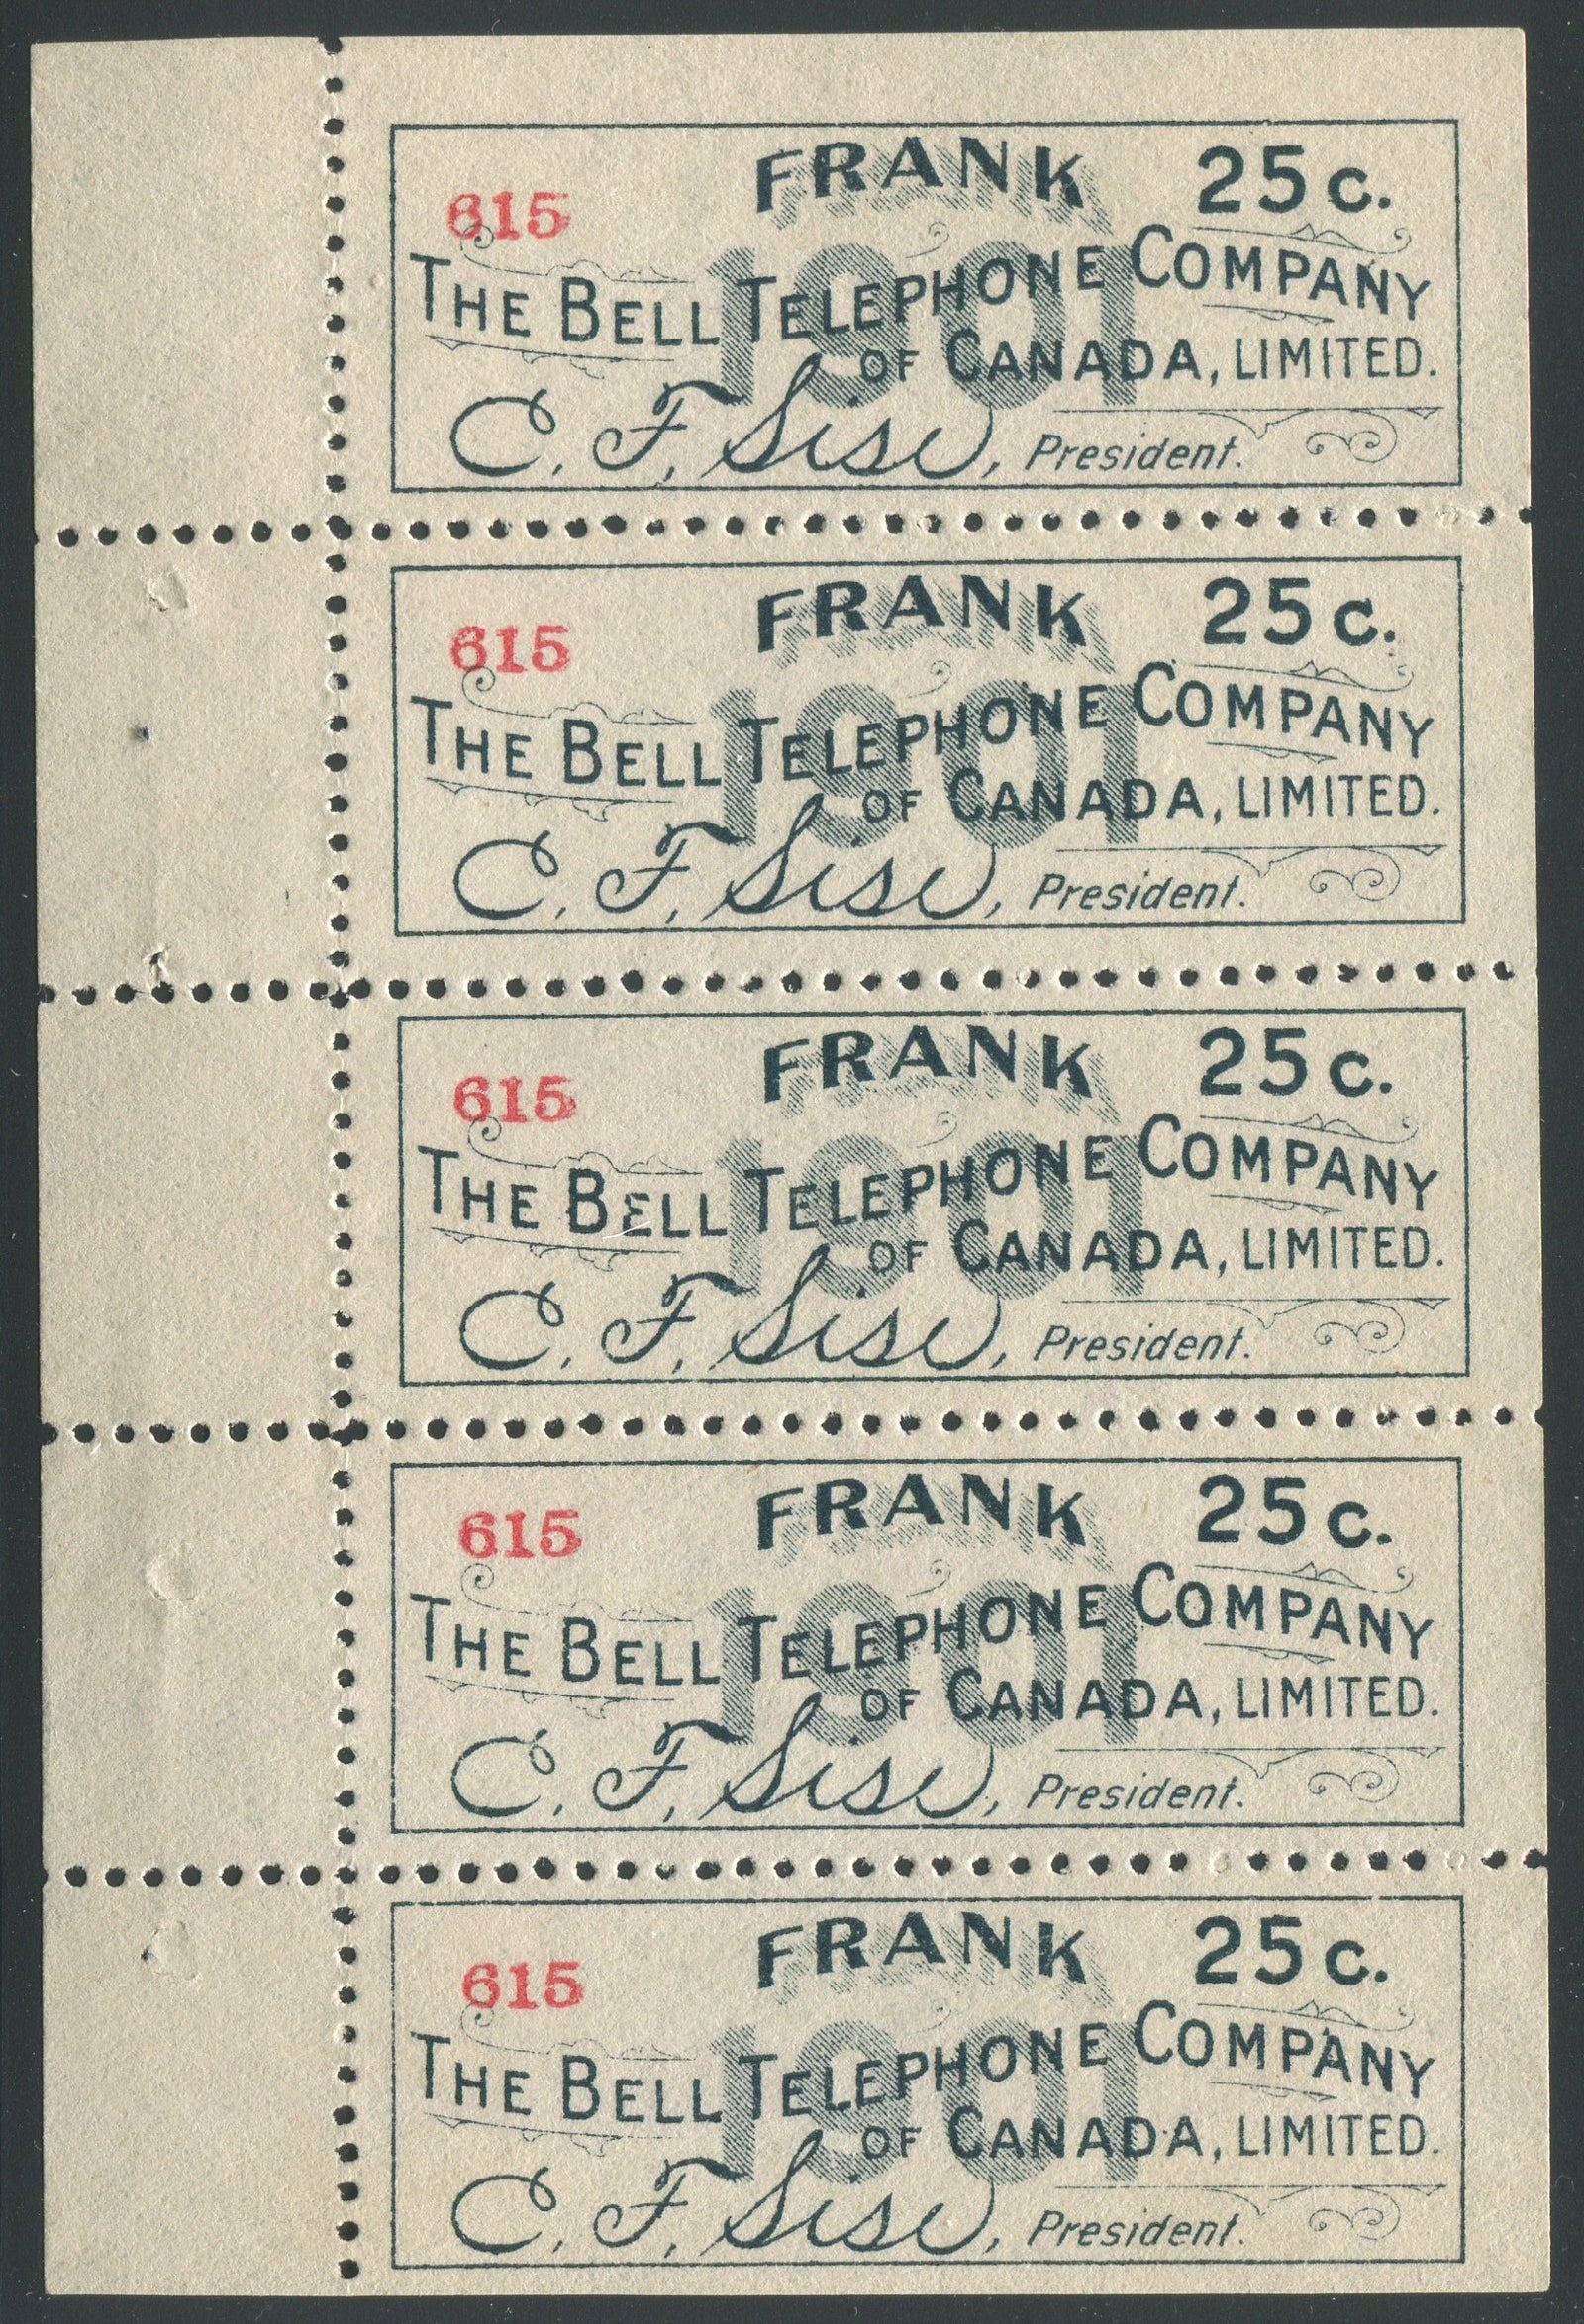 FRANK 25c.
615
1901
THE BELL TELEPHONE COMPANY
OF CANADA, LIMITED.
C. F. Sise, President.
FRANK 25c.
615
1901
THE BELL TELEPHONE COMPANY
OF CANADA, LIMITED.
C. F. Sise, President.
FRANK 25c.
615
1901
THE BELL TELEPHONE COMPANY
OF CANADA, LIMITED.
C. F. Sise, President.
FRANK 25c.
615
1901
THE BELL TELEPHONE COMPANY
OF CANADA, LIMITED.
C. F. Sise, President.
FRANK 25c.
615
1901
THE BELL TELEPHONE COMPANY
OF CANADA, LIMITED.
C. F. Sise, President.